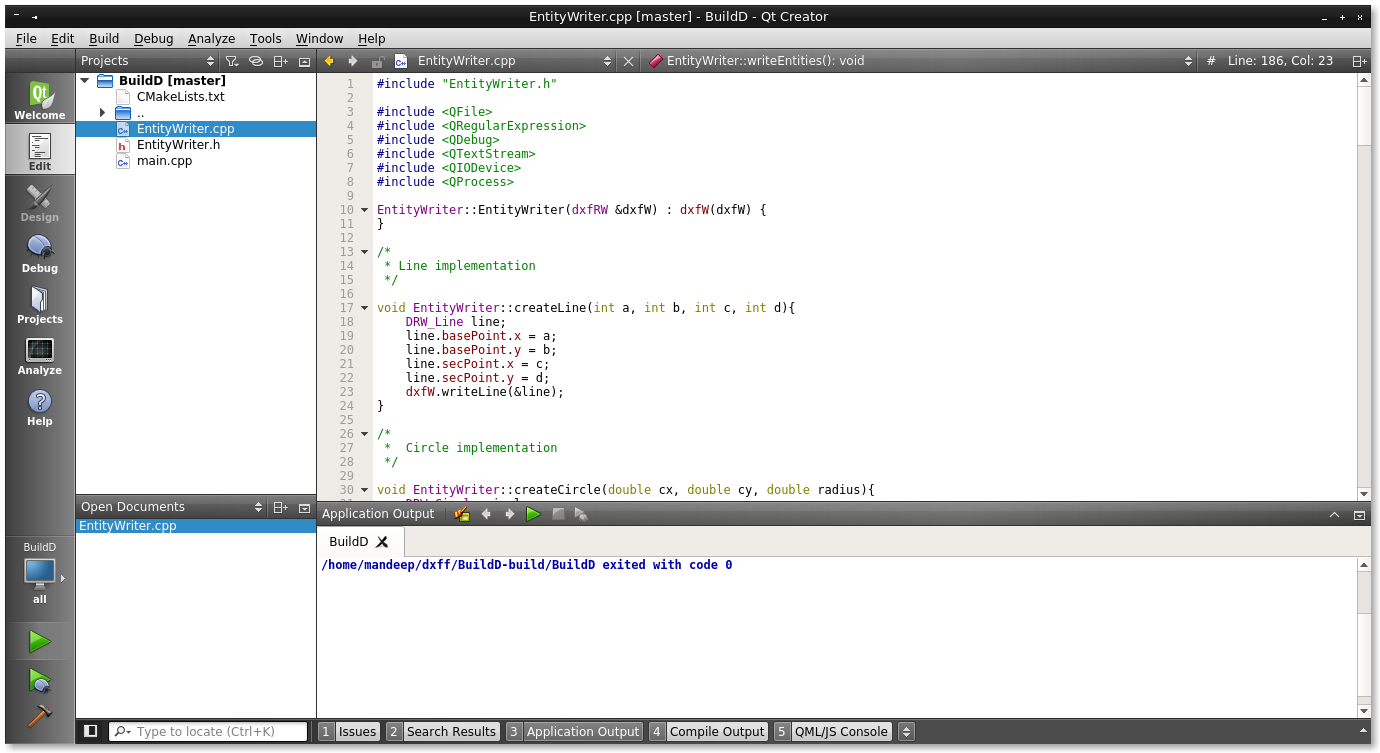 EntityWriter.cpp [master] - BuildD - Qt Creator
File Edit Build Debug Analyze Tools Window Help
Projects
EntityWriter.cpp
EntityWriter::writeEntities(): void
# Line: 186, Col: 23
Welcome
Edit
Design
Debug
Projects
Analyze
Help
BuildD
all
BuildD [master]
CMakeLists.txt
..
EntityWriter.cpp
EntityWriter.h
main.cpp
Open Documents
EntityWriter.cpp
1 #include "EntityWriter.h"
2
3 #include <QFile>
4 #include <QRegularExpression>
5 #include <QDebug>
6 #include <QTextStream>
7 #include <QIODevice>
8 #include <QProcess>
9
10 EntityWriter::EntityWriter(dxfRW &dxfW) : dxfW(dxfW) {
11 }
12
13 /*
14 * Line implementation
15 */
16
17 void EntityWriter::createLine(int a, int b, int c, int d){
18 DRW_Line line;
19 line.basePoint.x = a;
20 line.basePoint.y = b;
21 line.secPoint.x = c;
22 line.secPoint.y = d;
23 dxfW.writeLine(&line);
24 }
25
26 /*
27 * Circle implementation
28 */
29
30 void EntityWriter::createCircle(double cx, double cy, double radius){
Application Output
BuildD
/home/mandeep/dxff/BuildD-build/BuildD exited with code 0
Type to locate (Ctrl+K)
1 Issues 2 Search Results 3 Application Output 4 Compile Output 5 QML/JS Console